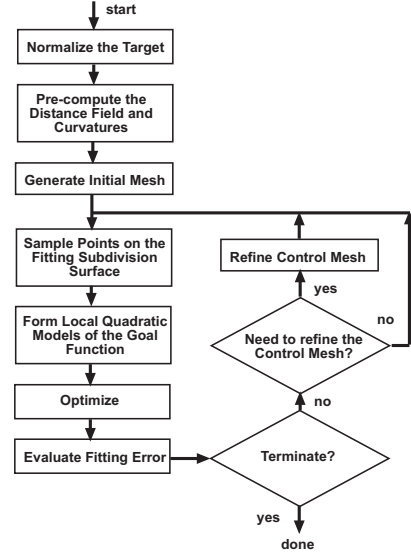 start
Normalize the Target
Pre-compute the
Distance Field and
Curvatures
Generate Initial Mesh
Sample Points on the
Fitting Subdivision
Surface
Form Local Quadratic
Models of the Goal
Function
Optimize
Evaluate Fitting Error
Refine Control Mesh
yes
no
Need to refine the
Control Mesh?
no
Terminate?
yes
done